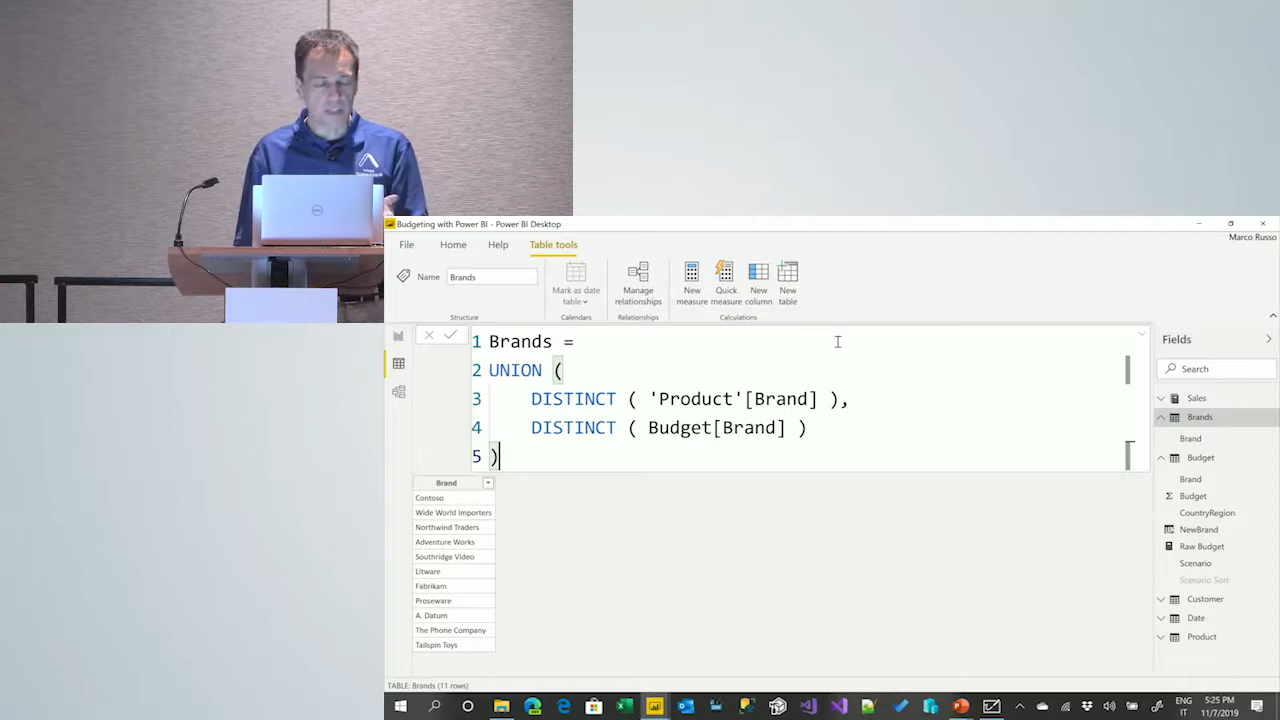 Budgeting with Power BI - Power BI Desktop
Marco Russo
File Home Help Table tools
Name Brands
Mark as date table
Manage relationships
New measure
Quick measure
New column
New table
Structure
Calendars
Relationships
Calculations
1 Brands =
2 UNION (
3 DISTINCT ( 'Product'[Brand] ),
4 DISTINCT ( Budget[Brand] )
5 )
Brand
Contoso
Wide World Importers
Northwind Traders
Adventure Works
Southridge Video
Litware
Fabrikam
Proseware
A. Datum
The Phone Company
Tailspin Toys
Fields
Search
Sales
Brands
Brand
Budget
Brand
Budget
CountryRegion
NewBrand
Raw Budget
Scenario
Scenario Sort
Customer
Date
Product
TABLE: Brands (11 rows)
ENG
IT
5:25 PM
11/7/2019
DELL